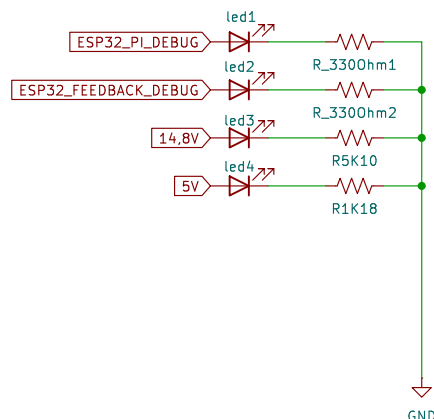 led1
ESP32_PI_DEBUG
R_330Ohm1
led2
ESP32_FEEDBACK_DEBUG
R_330Ohm2
led3
14,8V
R5K10
led4
5V
R1K18
GND